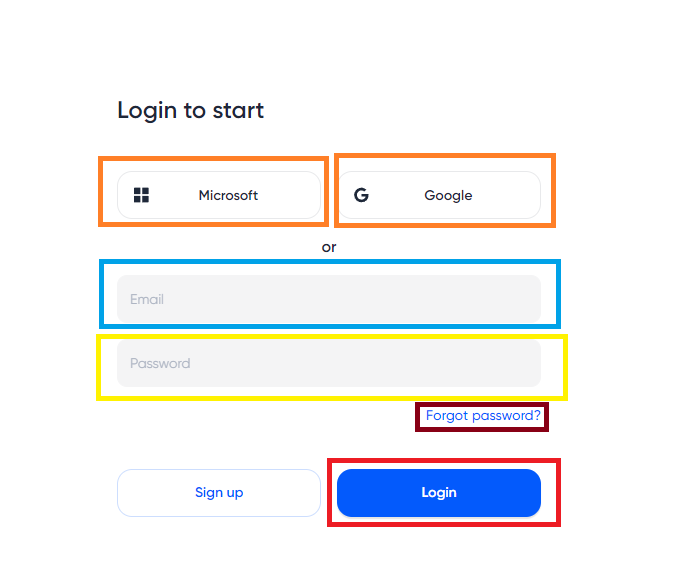 Login to start
Microsoft Google
or
Email
Password
Forgot password?
Sign up Login